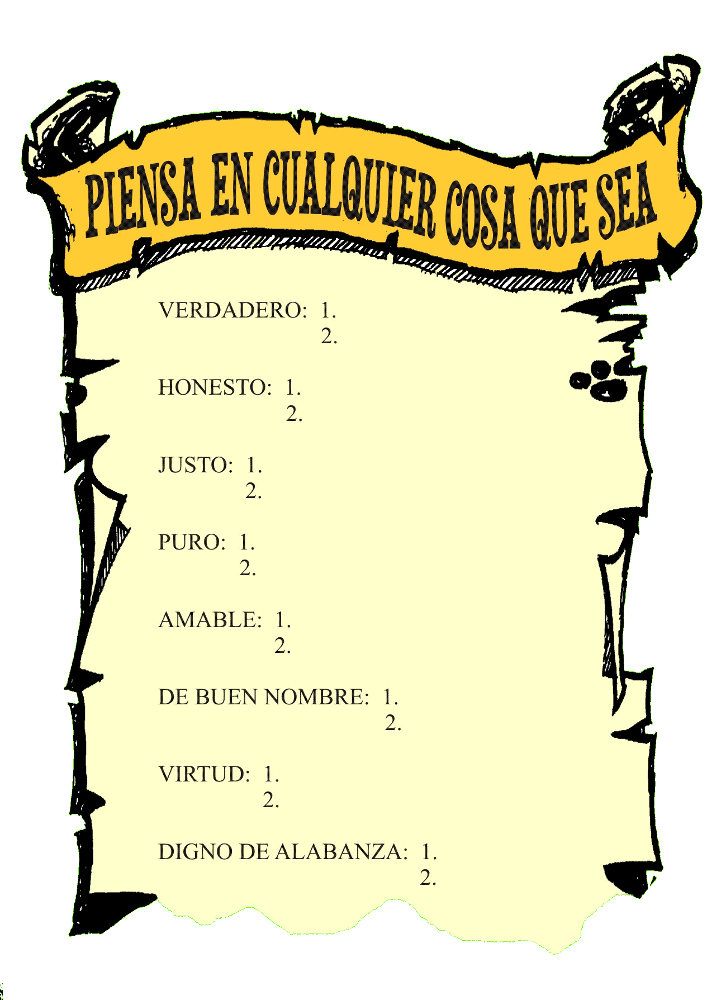 PIENSA EN CUALQUIER COSA QUE SEA
VERDADERO: 1.
2.
HONESTO: 1.
2.
JUSTO: 1.
2.
PURO: 1.
2.
AMABLE: 1.
2.
DE BUEN NOMBRE: 1.
2.
VIRTUD: 1.
2.
DIGNO DE ALABANZA: 1.
2.